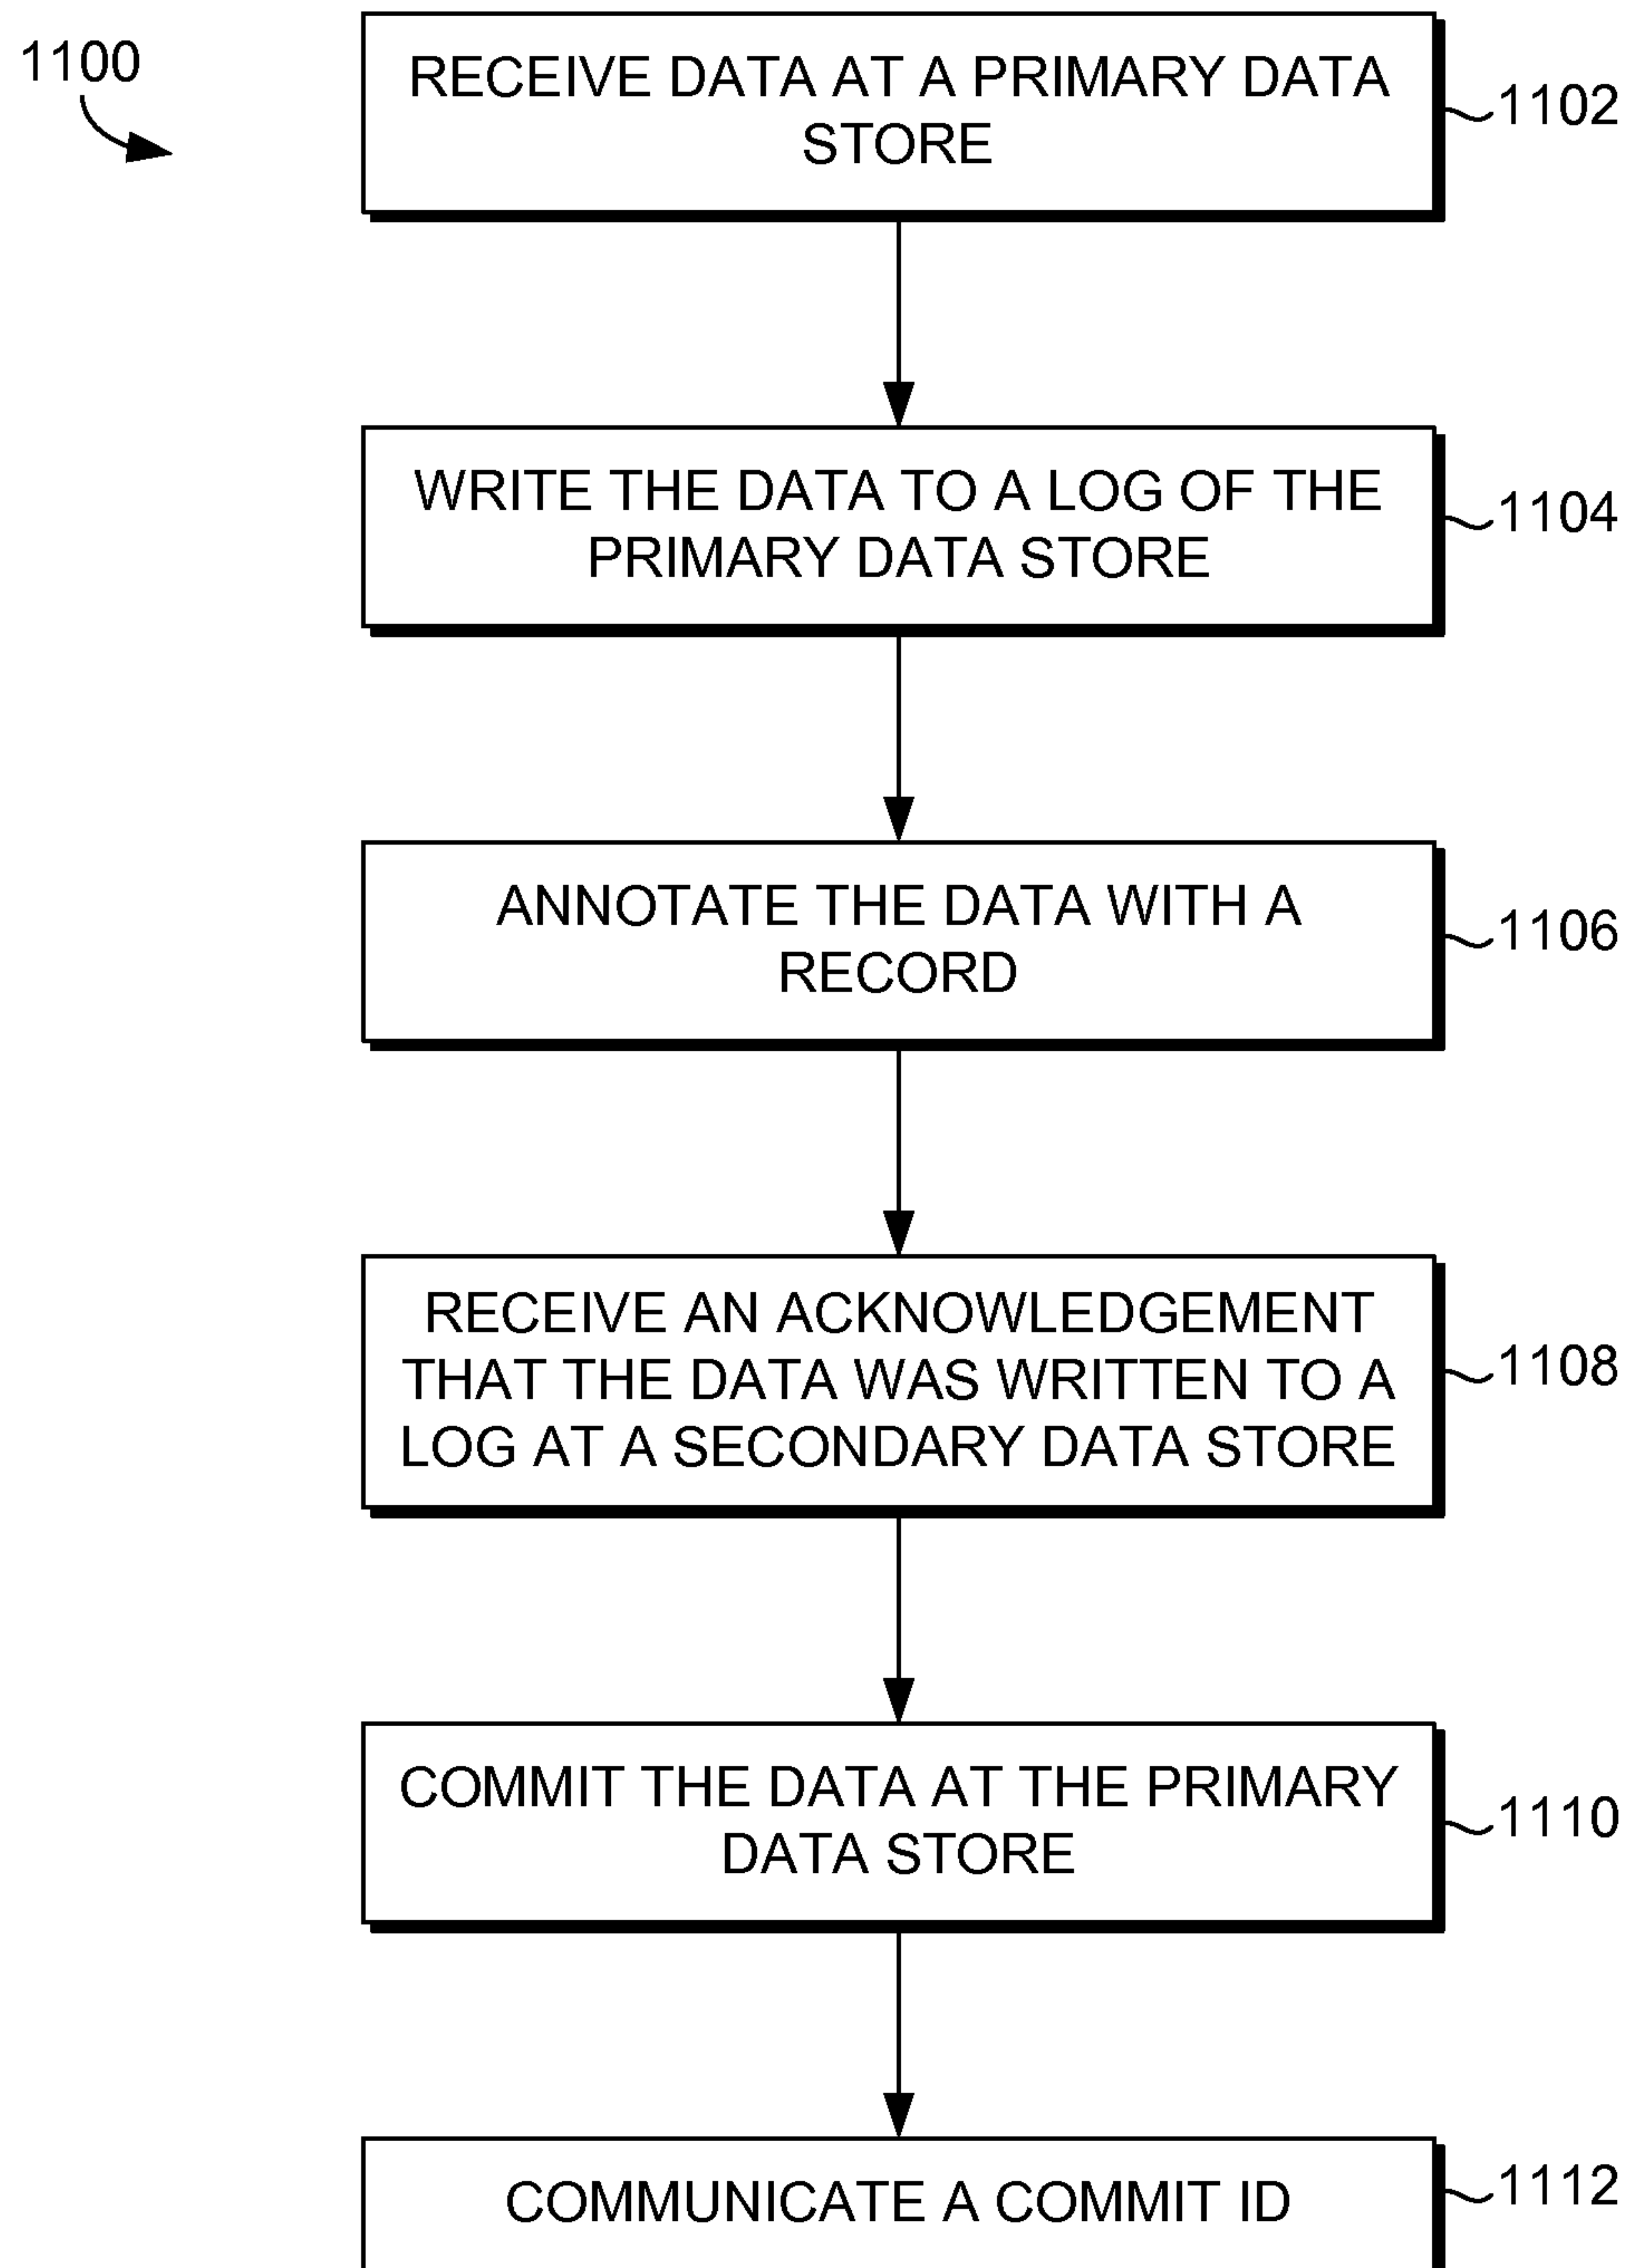 1100
RECEIVE DATA AT A PRIMARY DATA
STORE
1102
WRITE THE DATA TO A LOG OF THE
PRIMARY DATA STORE
1104
ANNOTATE THE DATA WITH A
RECORD
1106
RECEIVE AN ACKNOWLEDGEMENT
THAT THE DATA WAS WRITTEN TO A
LOG AT A SECONDARY DATA STORE
1108
COMMIT THE DATA AT THE PRIMARY
DATA STORE
1110
COMMUNICATE A COMMIT ID
1112